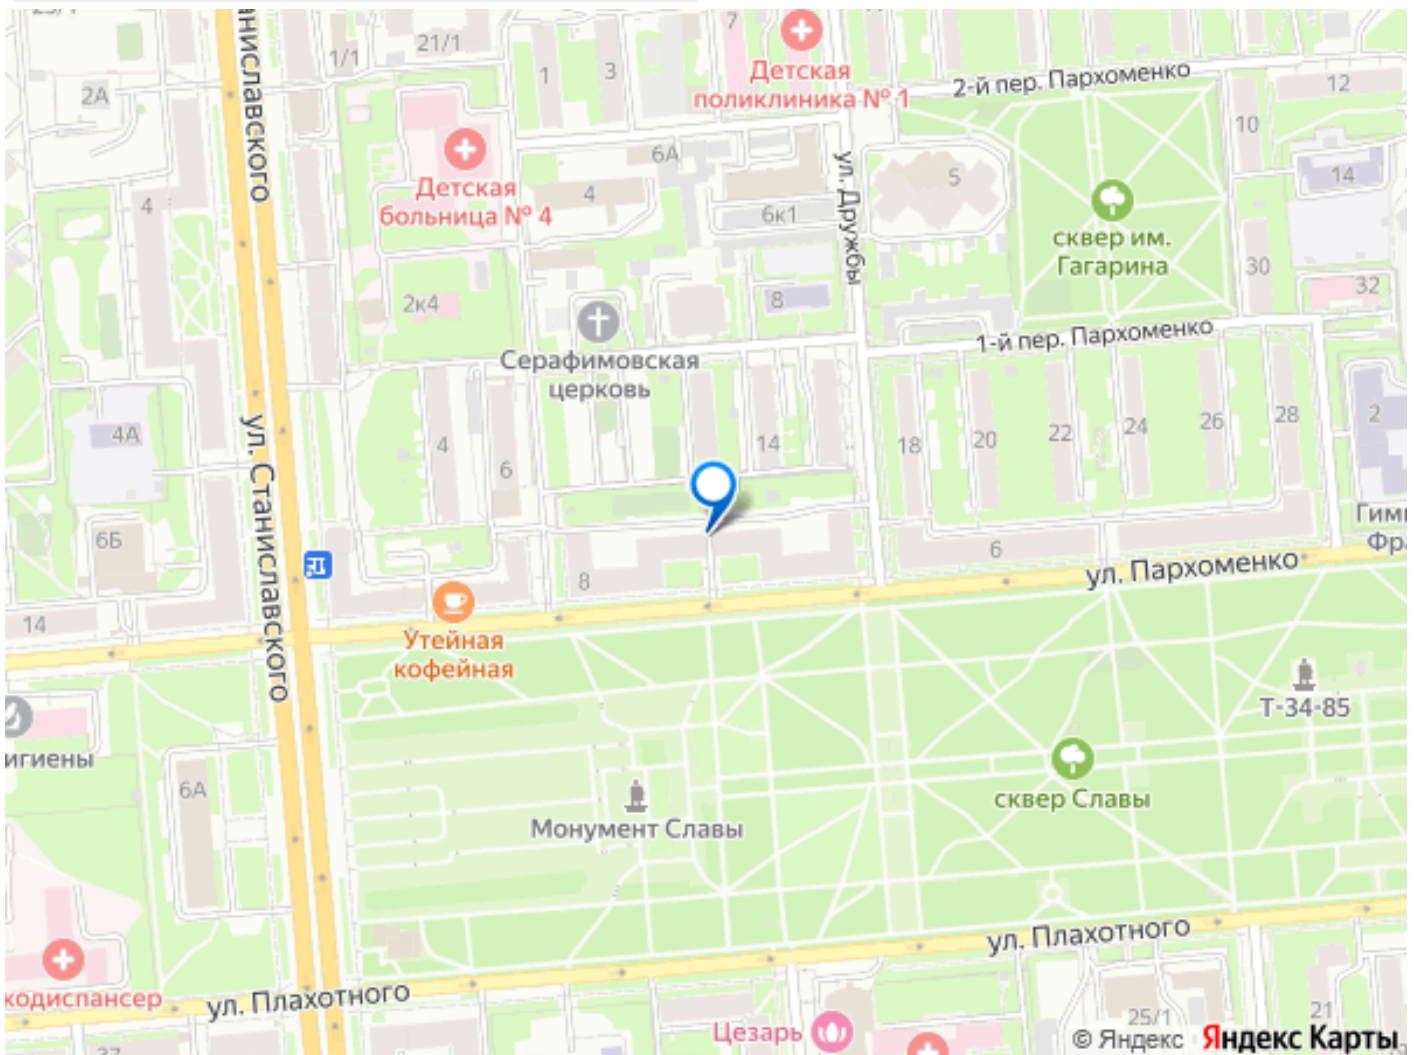 7
21/1
1/1
1
3
2А
Детская
поликлиника № 1
2-й пер. Пархоменко
12
10
ул. Станиславского
Детская
больница № 4
6А
4
4
6к1
ул. Дружбы
5
14
сквер им.
Гагарина
30
32
2к4
8
Серафимовская
церковь
1-й пер. Пархоменко
4А
4
6
14
18
20
22
24
26
28
2
6Б
8
6
ул. Пархоменко
14
Утейная
кофейная
Т-34-85
игиены
6А
Монумент Славы
сквер Славы
ул. Плахотного
ходиспансер
ул. Плахотного
Цезарь
25/1
21
© Яндекс Яндекс Карты